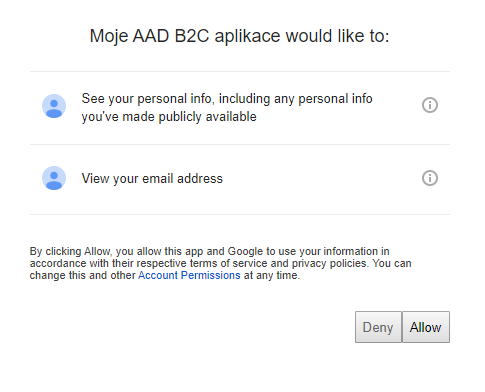 Moje AAD B2C aplikace would like to:
See your personal info, including any personal info
you've made publicly available
View your email address
By clicking Allow, you allow this app and Google to use your information in
accordance with their respective terms of service and privacy policies. You can
change this and other Account Permissions at any time.
Deny Allow